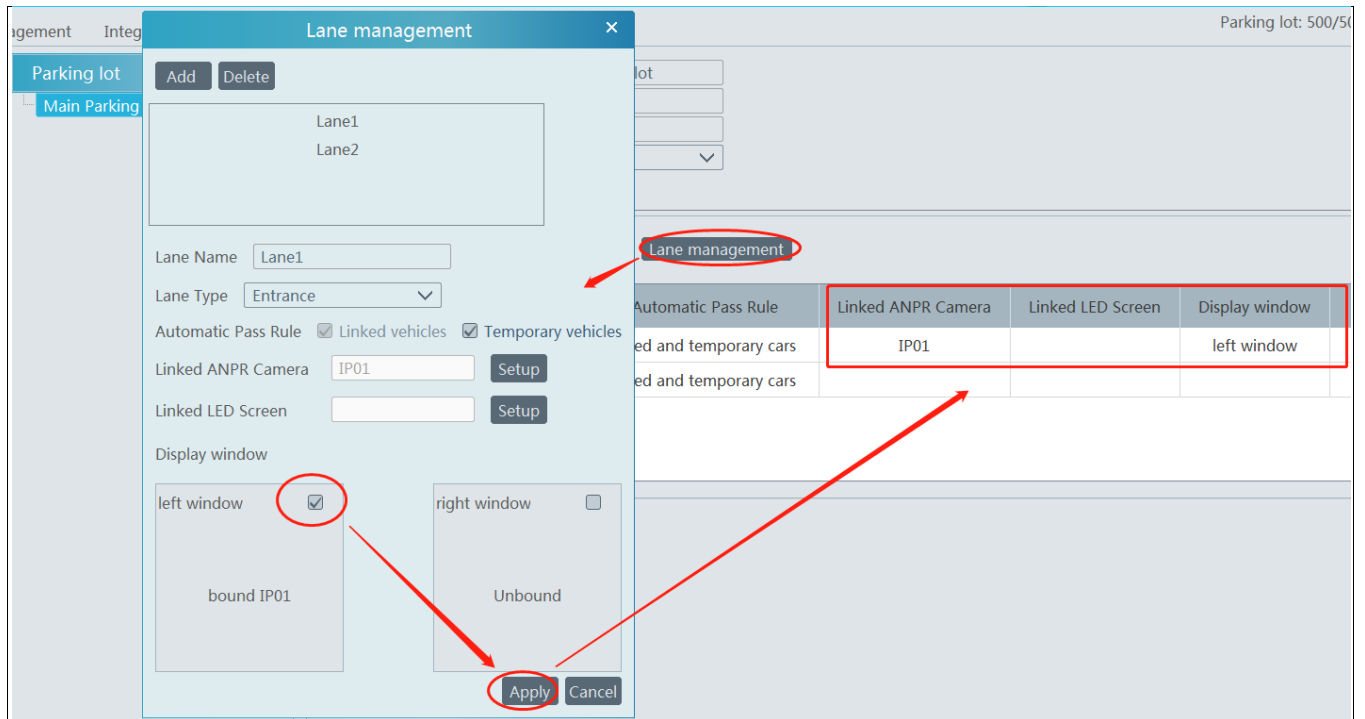 agement Integ
Lane management ×
Parking lot: 500/50
Parking lot
Add Delete
lot
Main Parking
Lane1
Lane2
Lane Name Lane1
Lane management
Lane Type Entrance
Automatic Pass Rule Linked ANPR Camera Linked LED Screen Display window
Automatic Pass Rule Linked vehicles Temporary vehicles
ed and temporary cars IP01 left window
Linked ANPR Camera IP01 Setup
ed and temporary cars
Linked LED Screen Setup
Display window
left window right window
bound IP01 Unbound
Apply Cancel